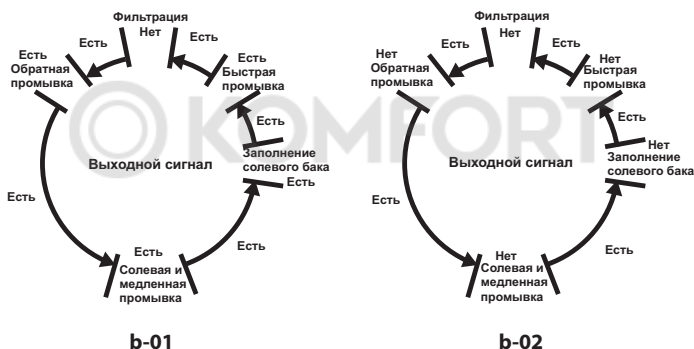 Фильтрация
Нет
Есть
Есть
Есть
Обратная
промывка
Есть
Быстрая
промывка
Есть
Выходной сигнал
Заполнение
солевого бака
Есть
Есть
Есть
Есть
Солевая и
медленная
промывка
b-01
Фильтрация
Нет
Есть
Есть
Нет
Обратная
промывка
Нет
Быстрая
промывка
Есть
Выходной сигнал
Нет
Заполнение
солевого бака
Есть
Есть
Нет
Солевая и
медленная
промывка
b-02
KOMFORT